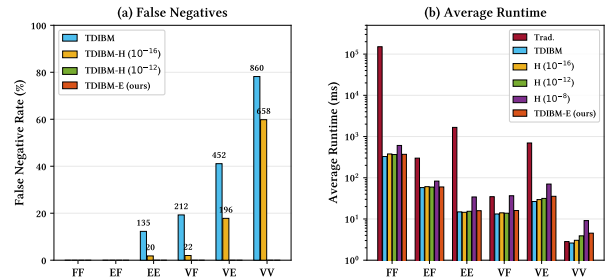 (a) False Negatives
False Negative Rate (%)
100
80
60
40
20
0
TDIBM
TDIBM-H (10⁻¹⁶)
TDIBM-H (10⁻¹²)
TDIBM-E (ours)
135
20
212
22
452
196
860
658
FF EF EE VF VE VV
(b) Average Runtime
Average Runtime (ms)
10⁵
10⁴
10³
10²
10¹
10⁰
Trad.
TDIBM
H (10⁻¹⁶)
H (10⁻¹²)
H (10⁻⁸)
TDIBM-E (ours)
FF EF EE VF VE VV